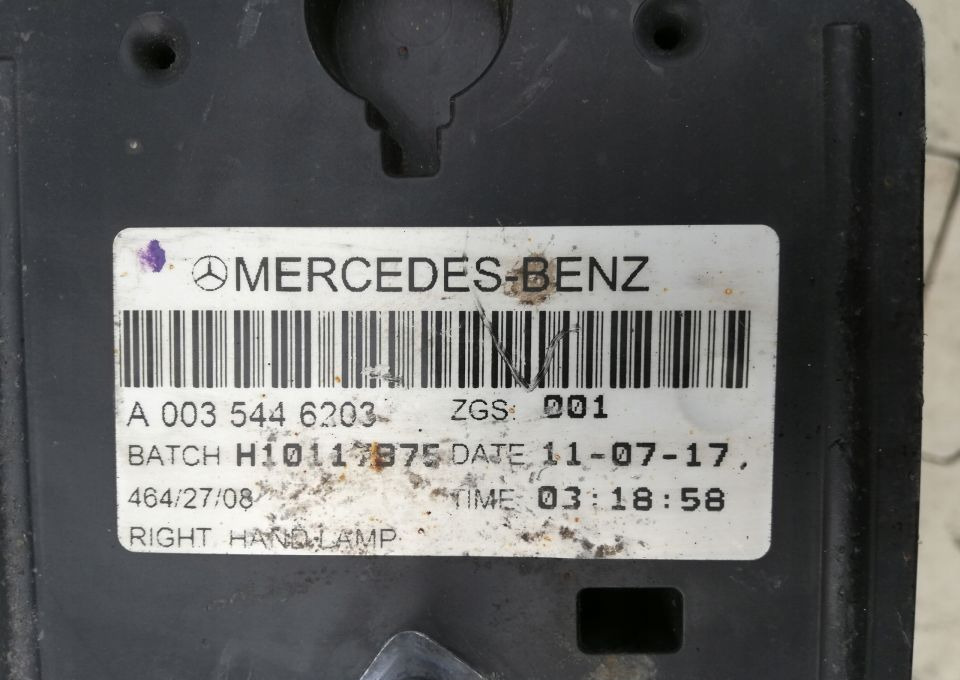 MERCEDES-BENZ
A 003 544 6203 ZGS: 001
BATCH H10117875 DATE 11-07-17
464/27/08 TIME 03:18:58
RIGHT HAND LAMP